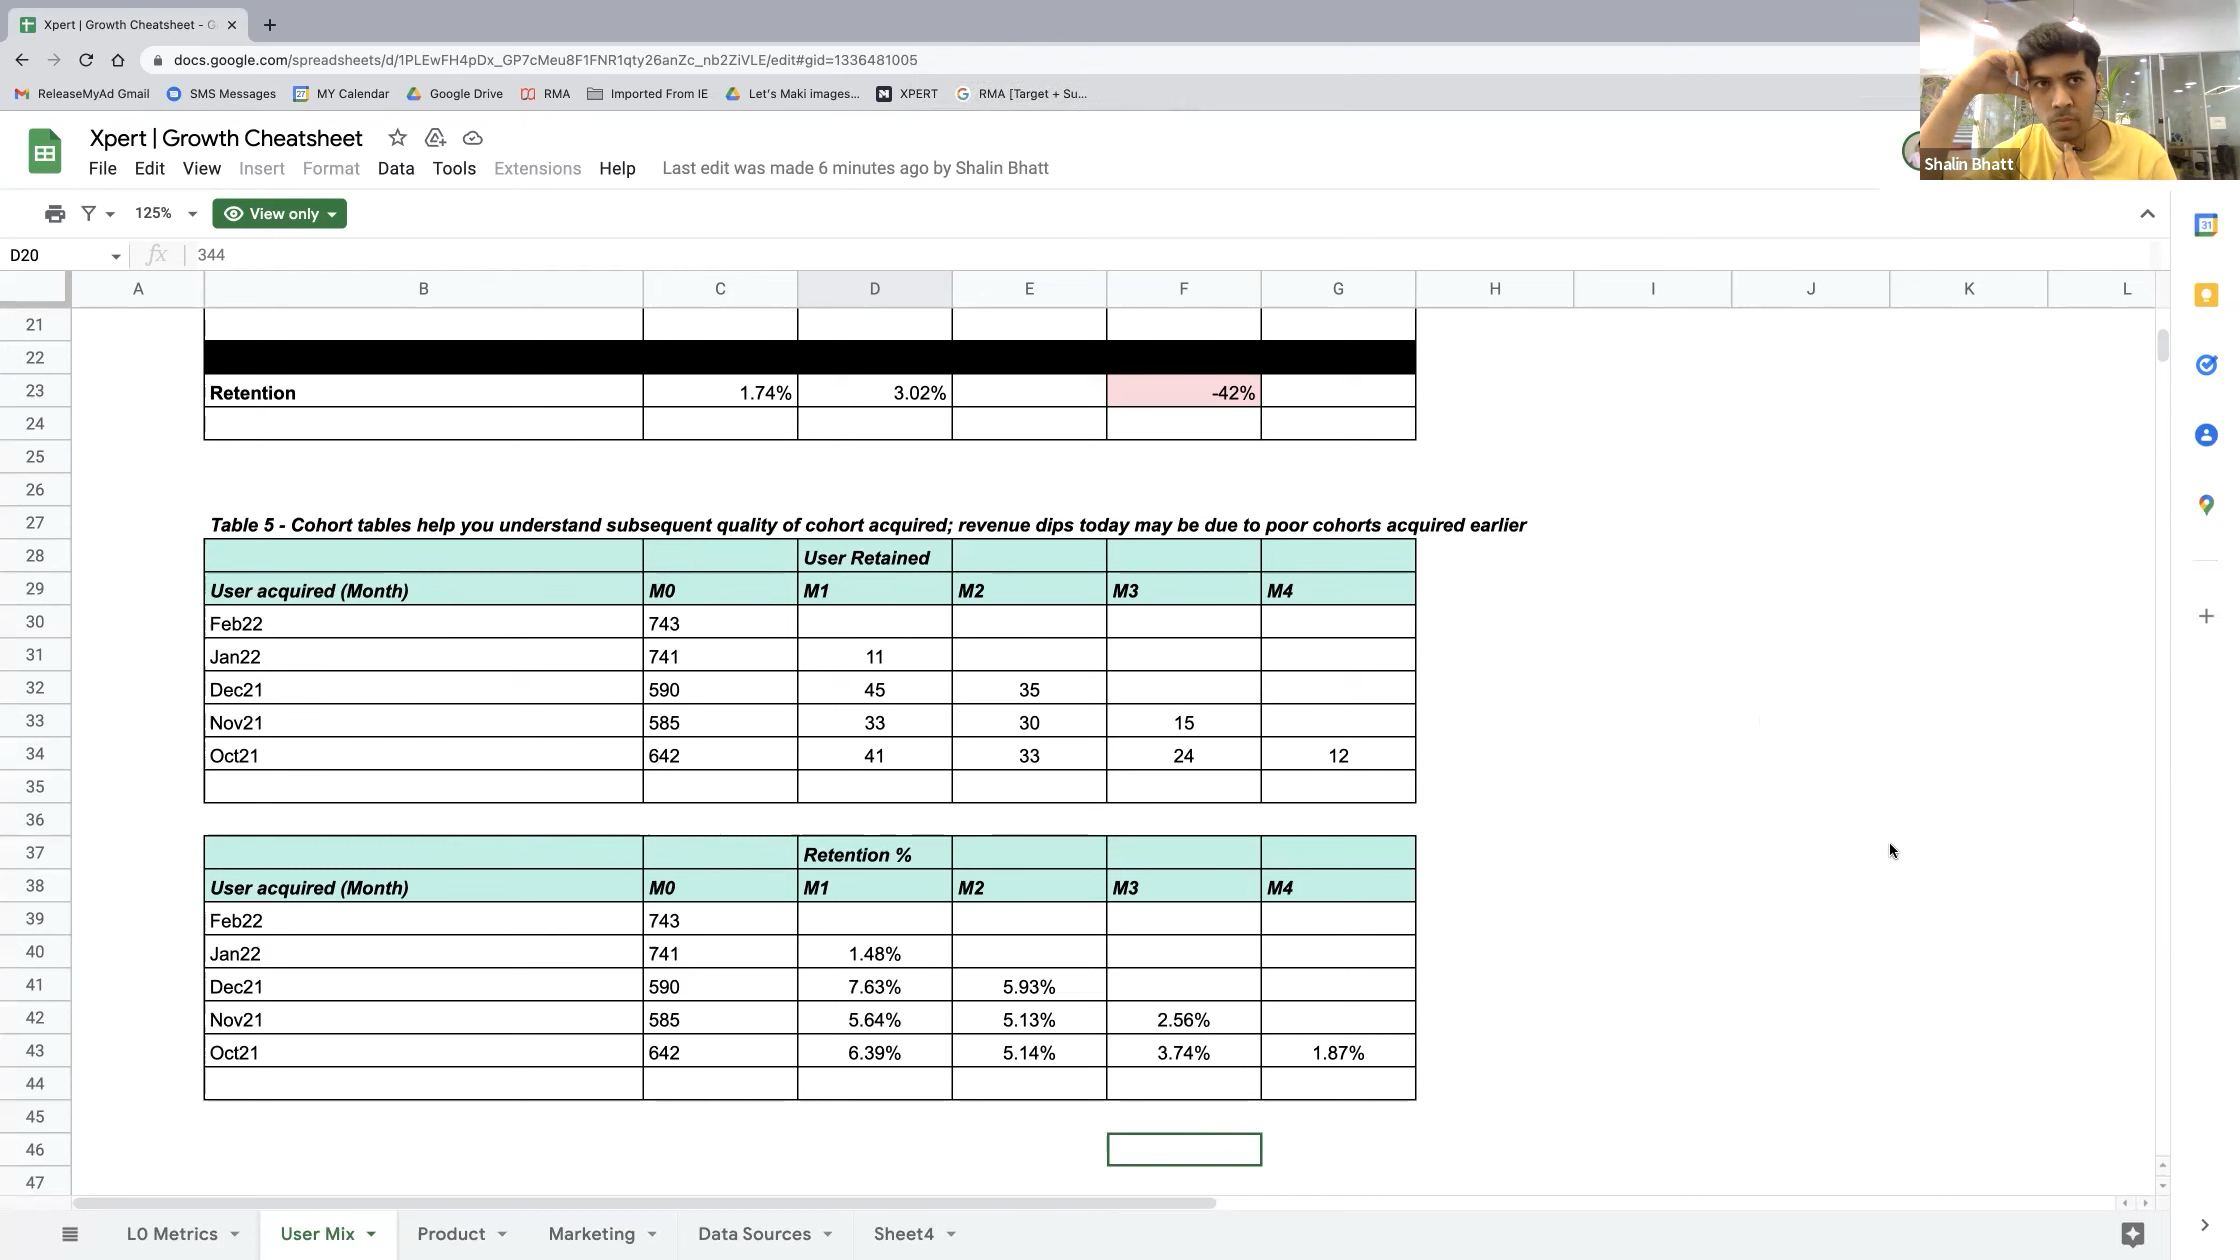 Xpert | Growth Cheatsheet - G
docs.google.com/spreadsheets/d/1PLEwFH4pDx_GP7cMeu8F1FNR1qty26anZc_nb2ZiVLE/edit#gid=1336481005
ReleaseMyAd Gmail SMS Messages MY Calendar Google Drive RMA Imported From IE Let's Maki images... XPERT RMA [Target + Su...
Shalin Bhatt
Xpert | Growth Cheatsheet
File Edit View Insert Format Data Tools Extensions Help Last edit was made 6 minutes ago by Shalin Bhatt
125% View only
D20 fx 344
A B C D E F G H I J K L
21
22
23 Retention 1.74% 3.02% -42%
24
25
26
27 Table 5 - Cohort tables help you understand subsequent quality of cohort acquired; revenue dips today may be due to poor cohorts acquired earlier
28 User Retained
29 User acquired (Month) M0 M1 M2 M3 M4
30 Feb22 743
31 Jan22 741 11
32 Dec21 590 45 35
33 Nov21 585 33 30 15
34 Oct21 642 41 33 24 12
35
36
37 Retention %
38 User acquired (Month) M0 M1 M2 M3 M4
39 Feb22 743
40 Jan22 741 1.48%
41 Dec21 590 7.63% 5.93%
42 Nov21 585 5.64% 5.13% 2.56%
43 Oct21 642 6.39% 5.14% 3.74% 1.87%
44
45
46
47
L0 Metrics User Mix Product Marketing Data Sources Sheet4